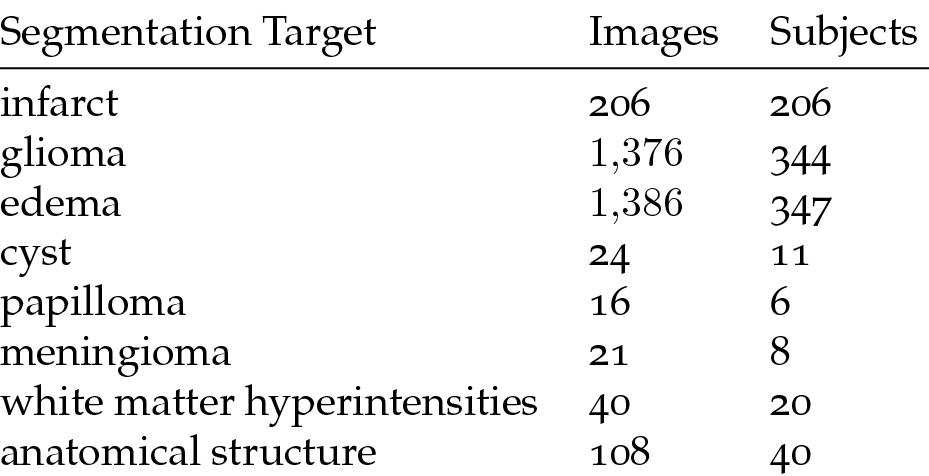 Segmentation Target Images Subjects
infarct 206 206
glioma 1,376 344
edema 1,386 347
cyst 24 11
papilloma 16 6
meningioma 21 8
white matter hyperintensities 40 20
anatomical structure 108 40